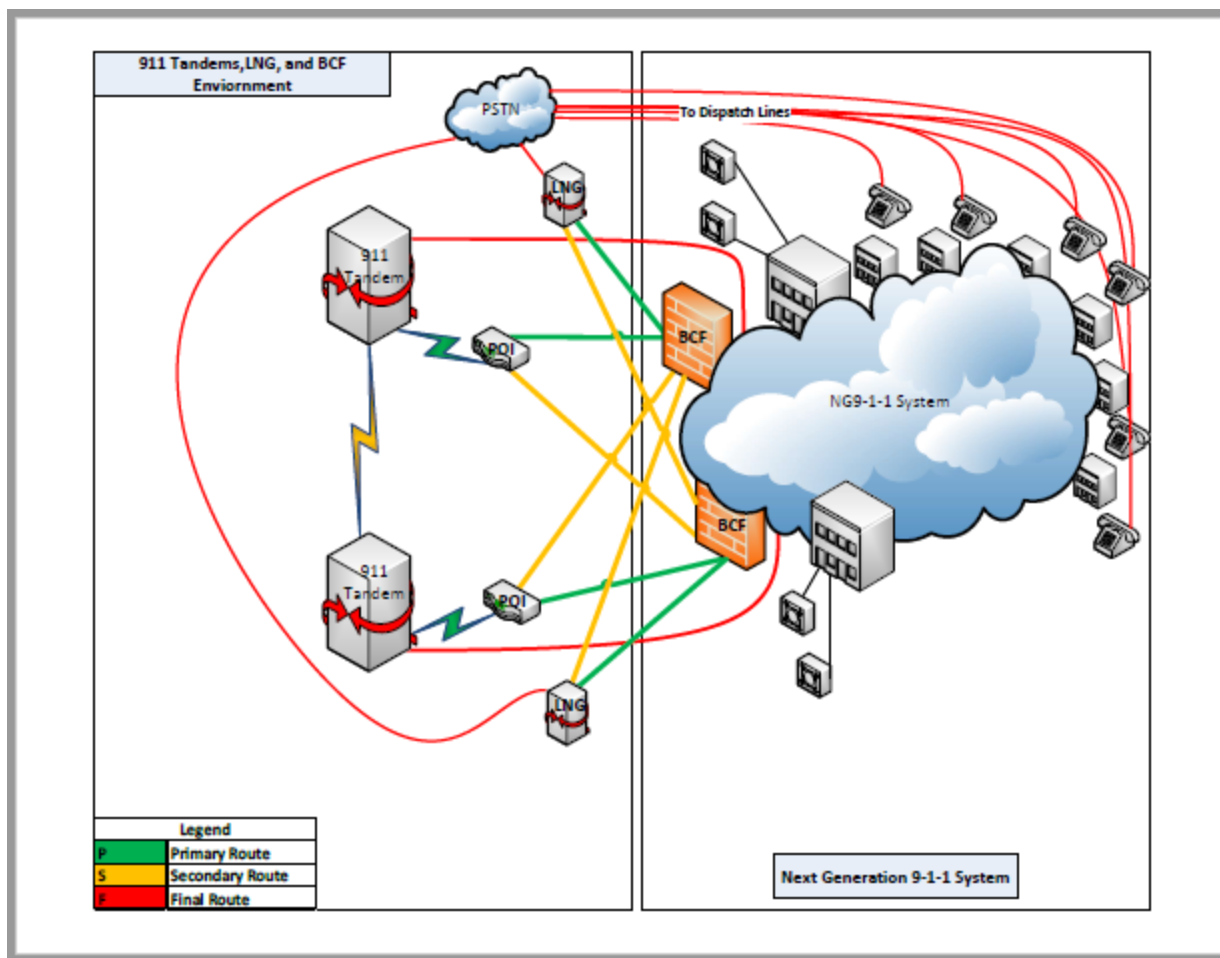 911 Tandems,LNG, and BCF
Enviornment
PSTN
To Dispatch Lines
LNG
911
Tandem
POI
BCF
NG9-1-1 System
BCF
911
Tandem
POI
LNG
Legend
P Primary Route
S Secondary Route
F Final Route
Next Generation 9-1-1 System